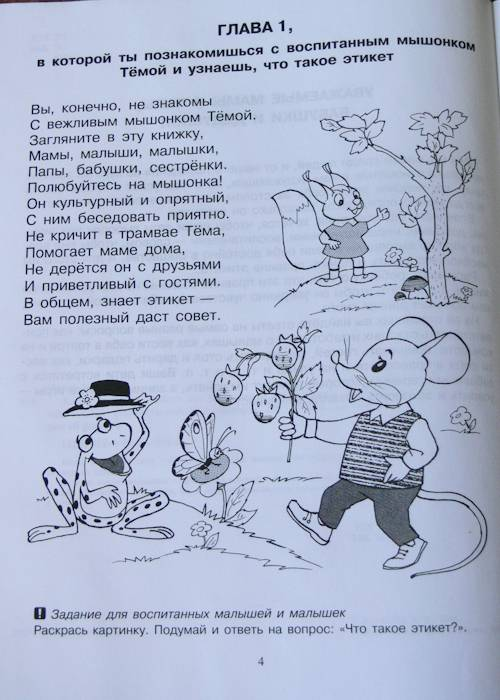 ГЛАВА 1,
в которой ты познакомишься с воспитанным мышонком
Тёмой и узнаешь, что такое этикет
Вы, конечно, не знакомы
С вежливым мышонком Тёмой.
Загляните в эту книжку,
Мамы, малыши, малышки,
Папы, бабушки, сестрёнки.
Полюбуйтесь на мышонка!
Он культурный и опрятный,
С ним беседовать приятно.
Не кричит в трамвае Тёма,
Помогает маме дома,
Не дерётся он с друзьями
И приветливый с гостями.
В общем, знает этикет —
Вам полезный даст совет.
! Задание для воспитанных малышей и малышек
Раскрась картинку. Подумай и ответь на вопрос: «Что такое этикет?».
4